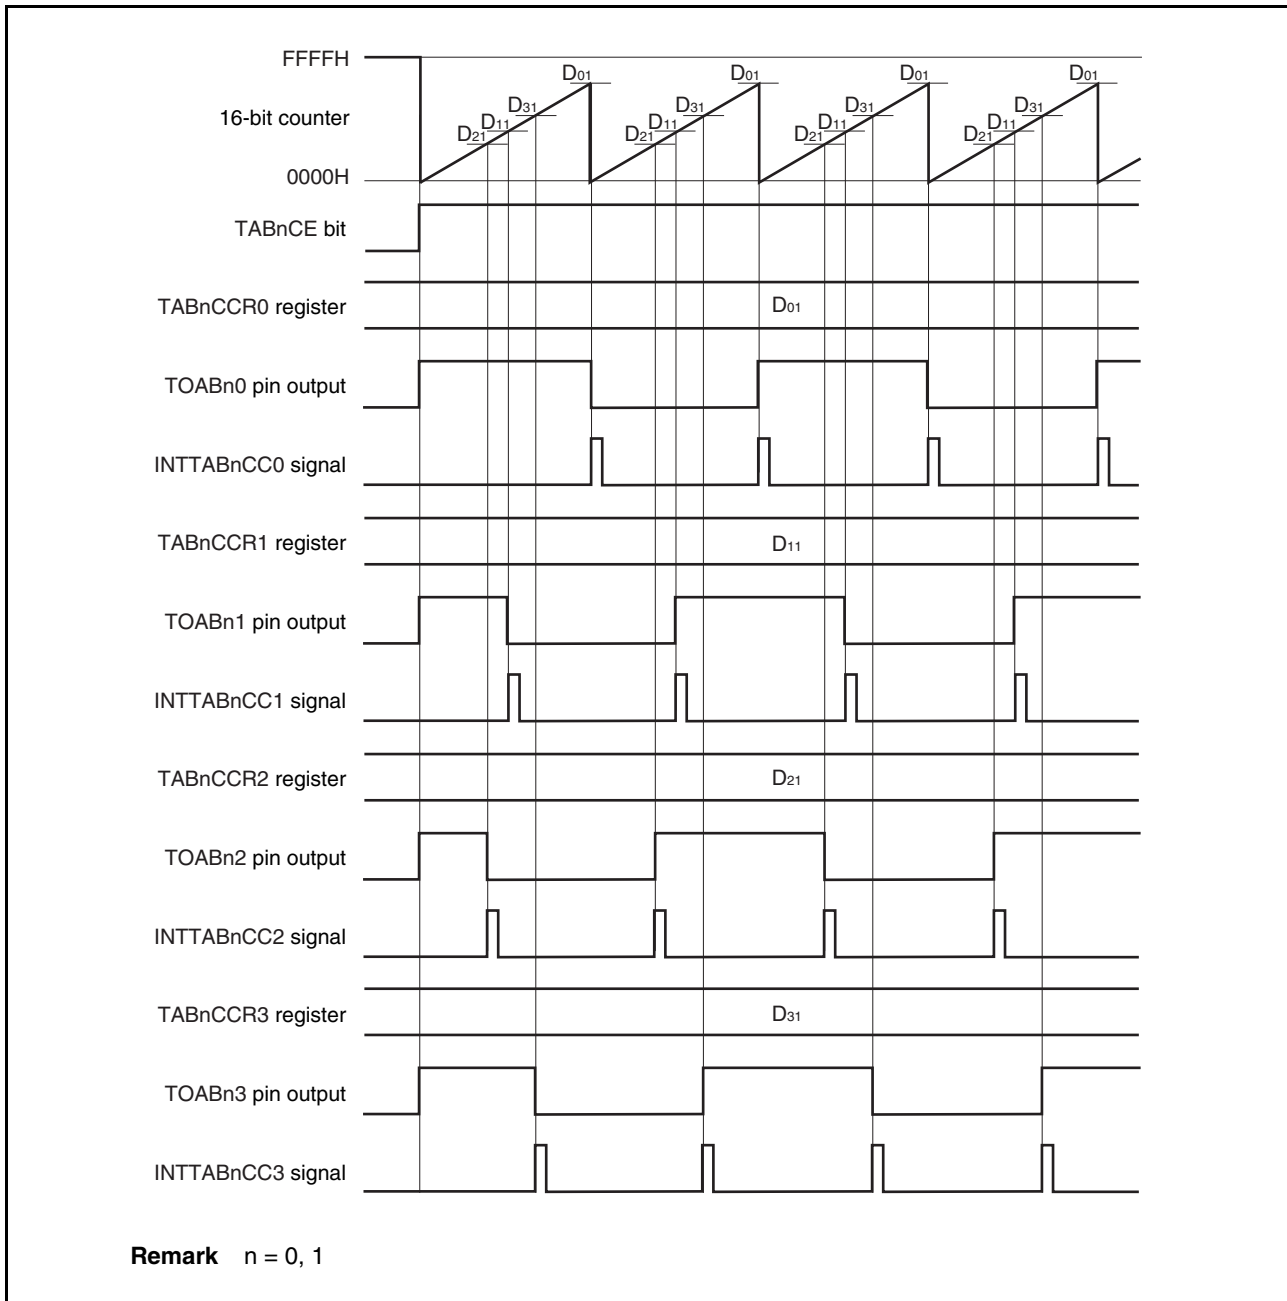 FFFFH
D01 D01 D01 D01
16-bit counter
D31 D31 D31 D31
D11 D11 D11 D11
D21 D21 D21 D21
0000H
TABnCE bit
TABnCCR0 register D01
TOABn0 pin output
INTTABnCC0 signal
TABnCCR1 register D11
TOABn1 pin output
INTTABnCC1 signal
TABnCCR2 register D21
TOABn2 pin output
INTTABnCC2 signal
TABnCCR3 register D31
TOABn3 pin output
INTTABnCC3 signal
Remark n = 0, 1